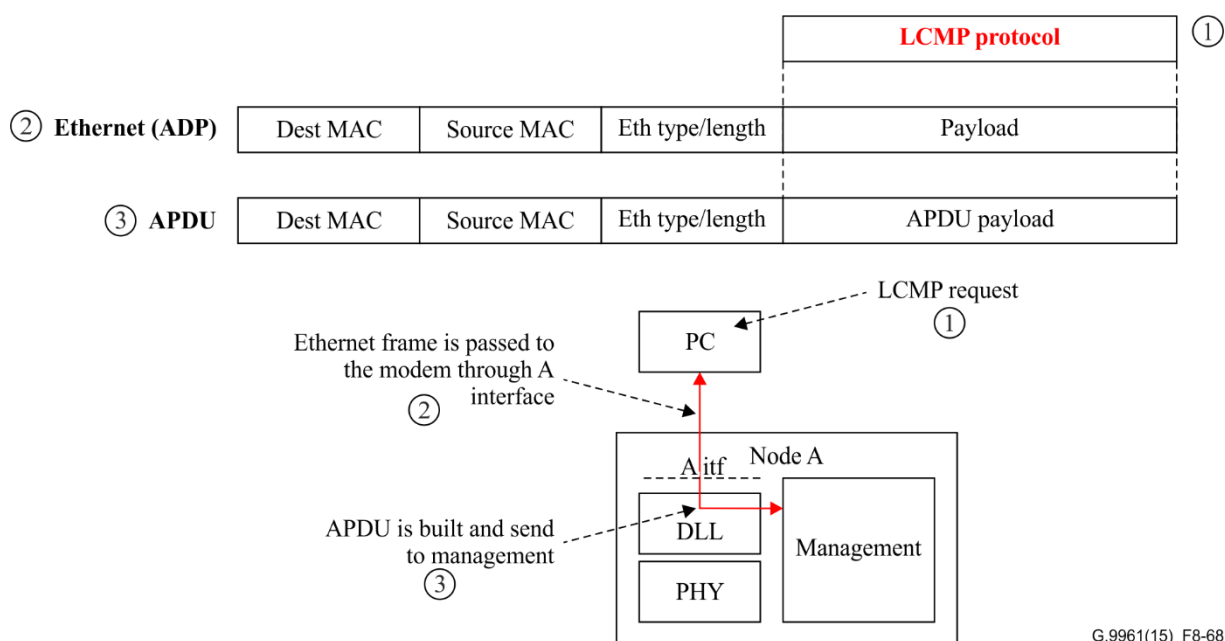 LCMP protocol ①
② Ethernet (ADP) Dest MAC Source MAC Eth type/length Payload
③ APDU Dest MAC Source MAC Eth type/length APDU payload
LCMP request
①
PC
Ethernet frame is passed to
the modem through A
interface
②
Node A
A itf
APDU is built and send
to management
③
DLL
Management
PHY
G.9961(15)_F8-68